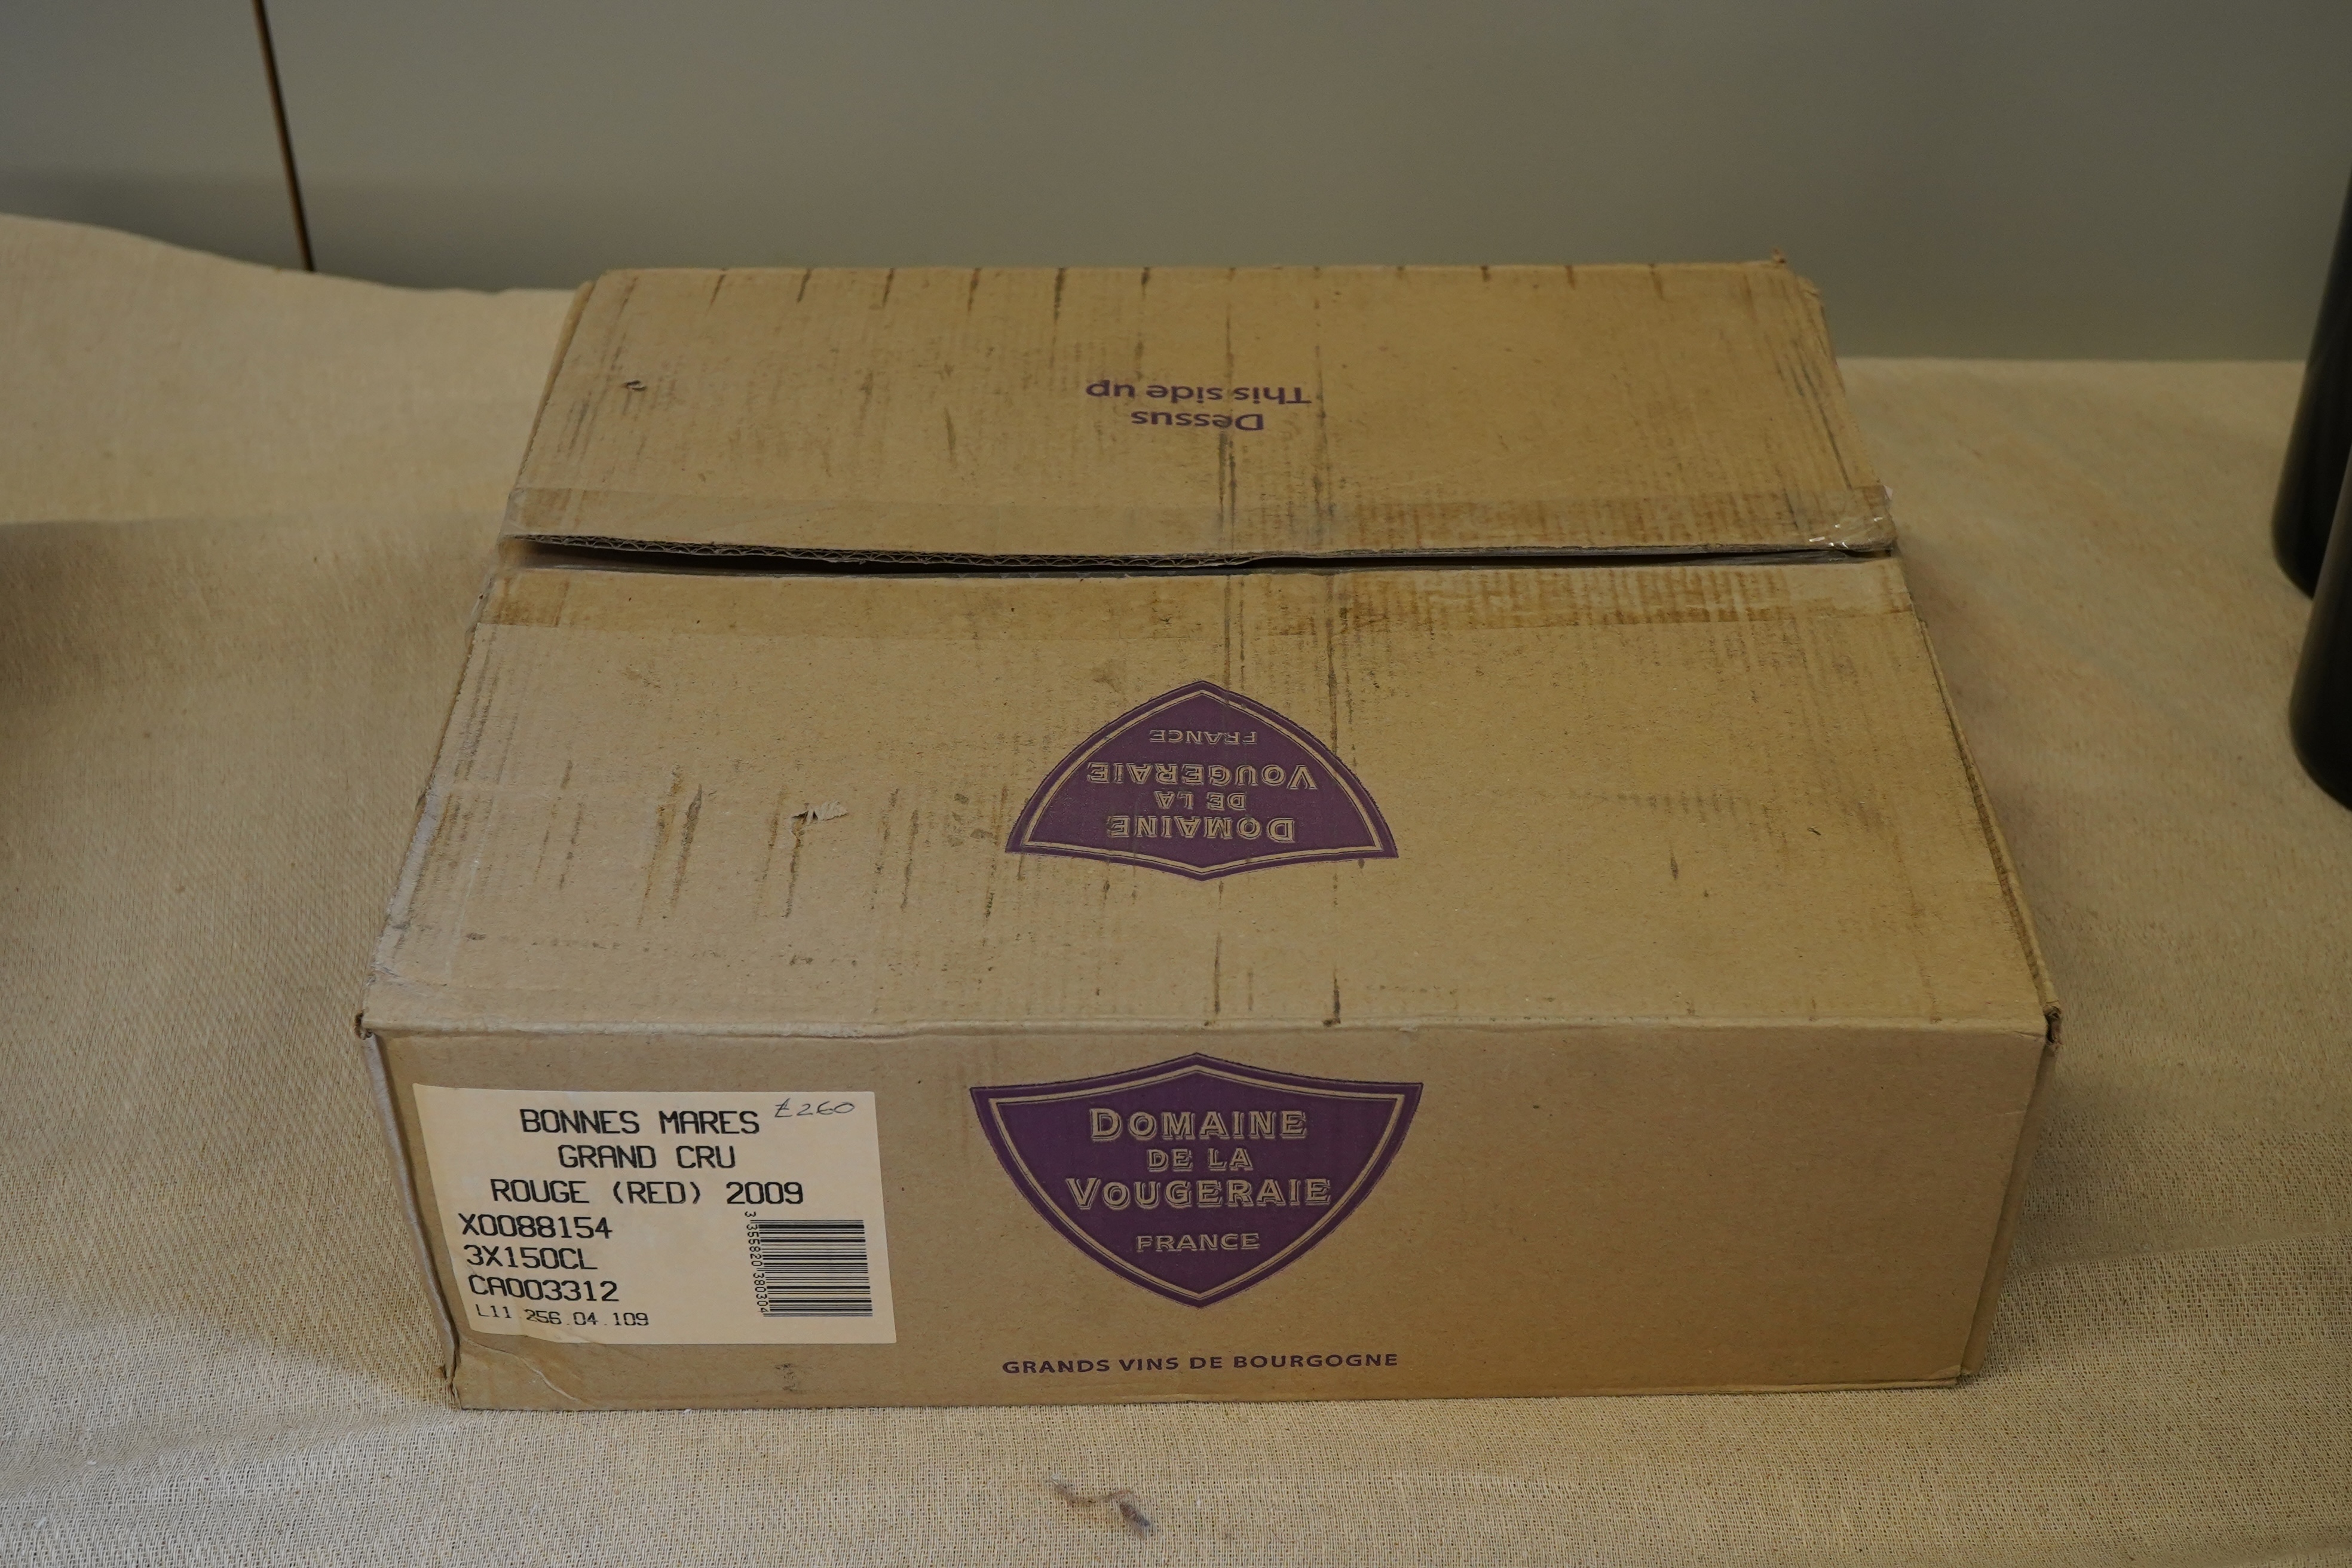 This side up
Dessus
FRANCE
VOUGERAIE
DE LA
DOMAINE
BONNES MARES £260
GRAND CRU
ROUGE (RED) 2009
X0088154
3X150CL
CA003312
L11 256 04 109
DOMAINE
DE LA
VOUGERAIE
FRANCE
GRANDS VINS DE BOURGOGNE